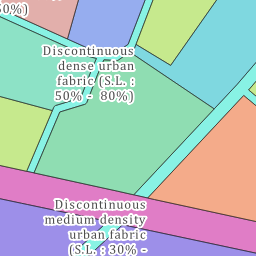 50%)
Discontinuous
dense urban
fabric (S.L. :
50% -  80%)
Discontinuous
medium density
urban fabric
(S.L. : 30% -